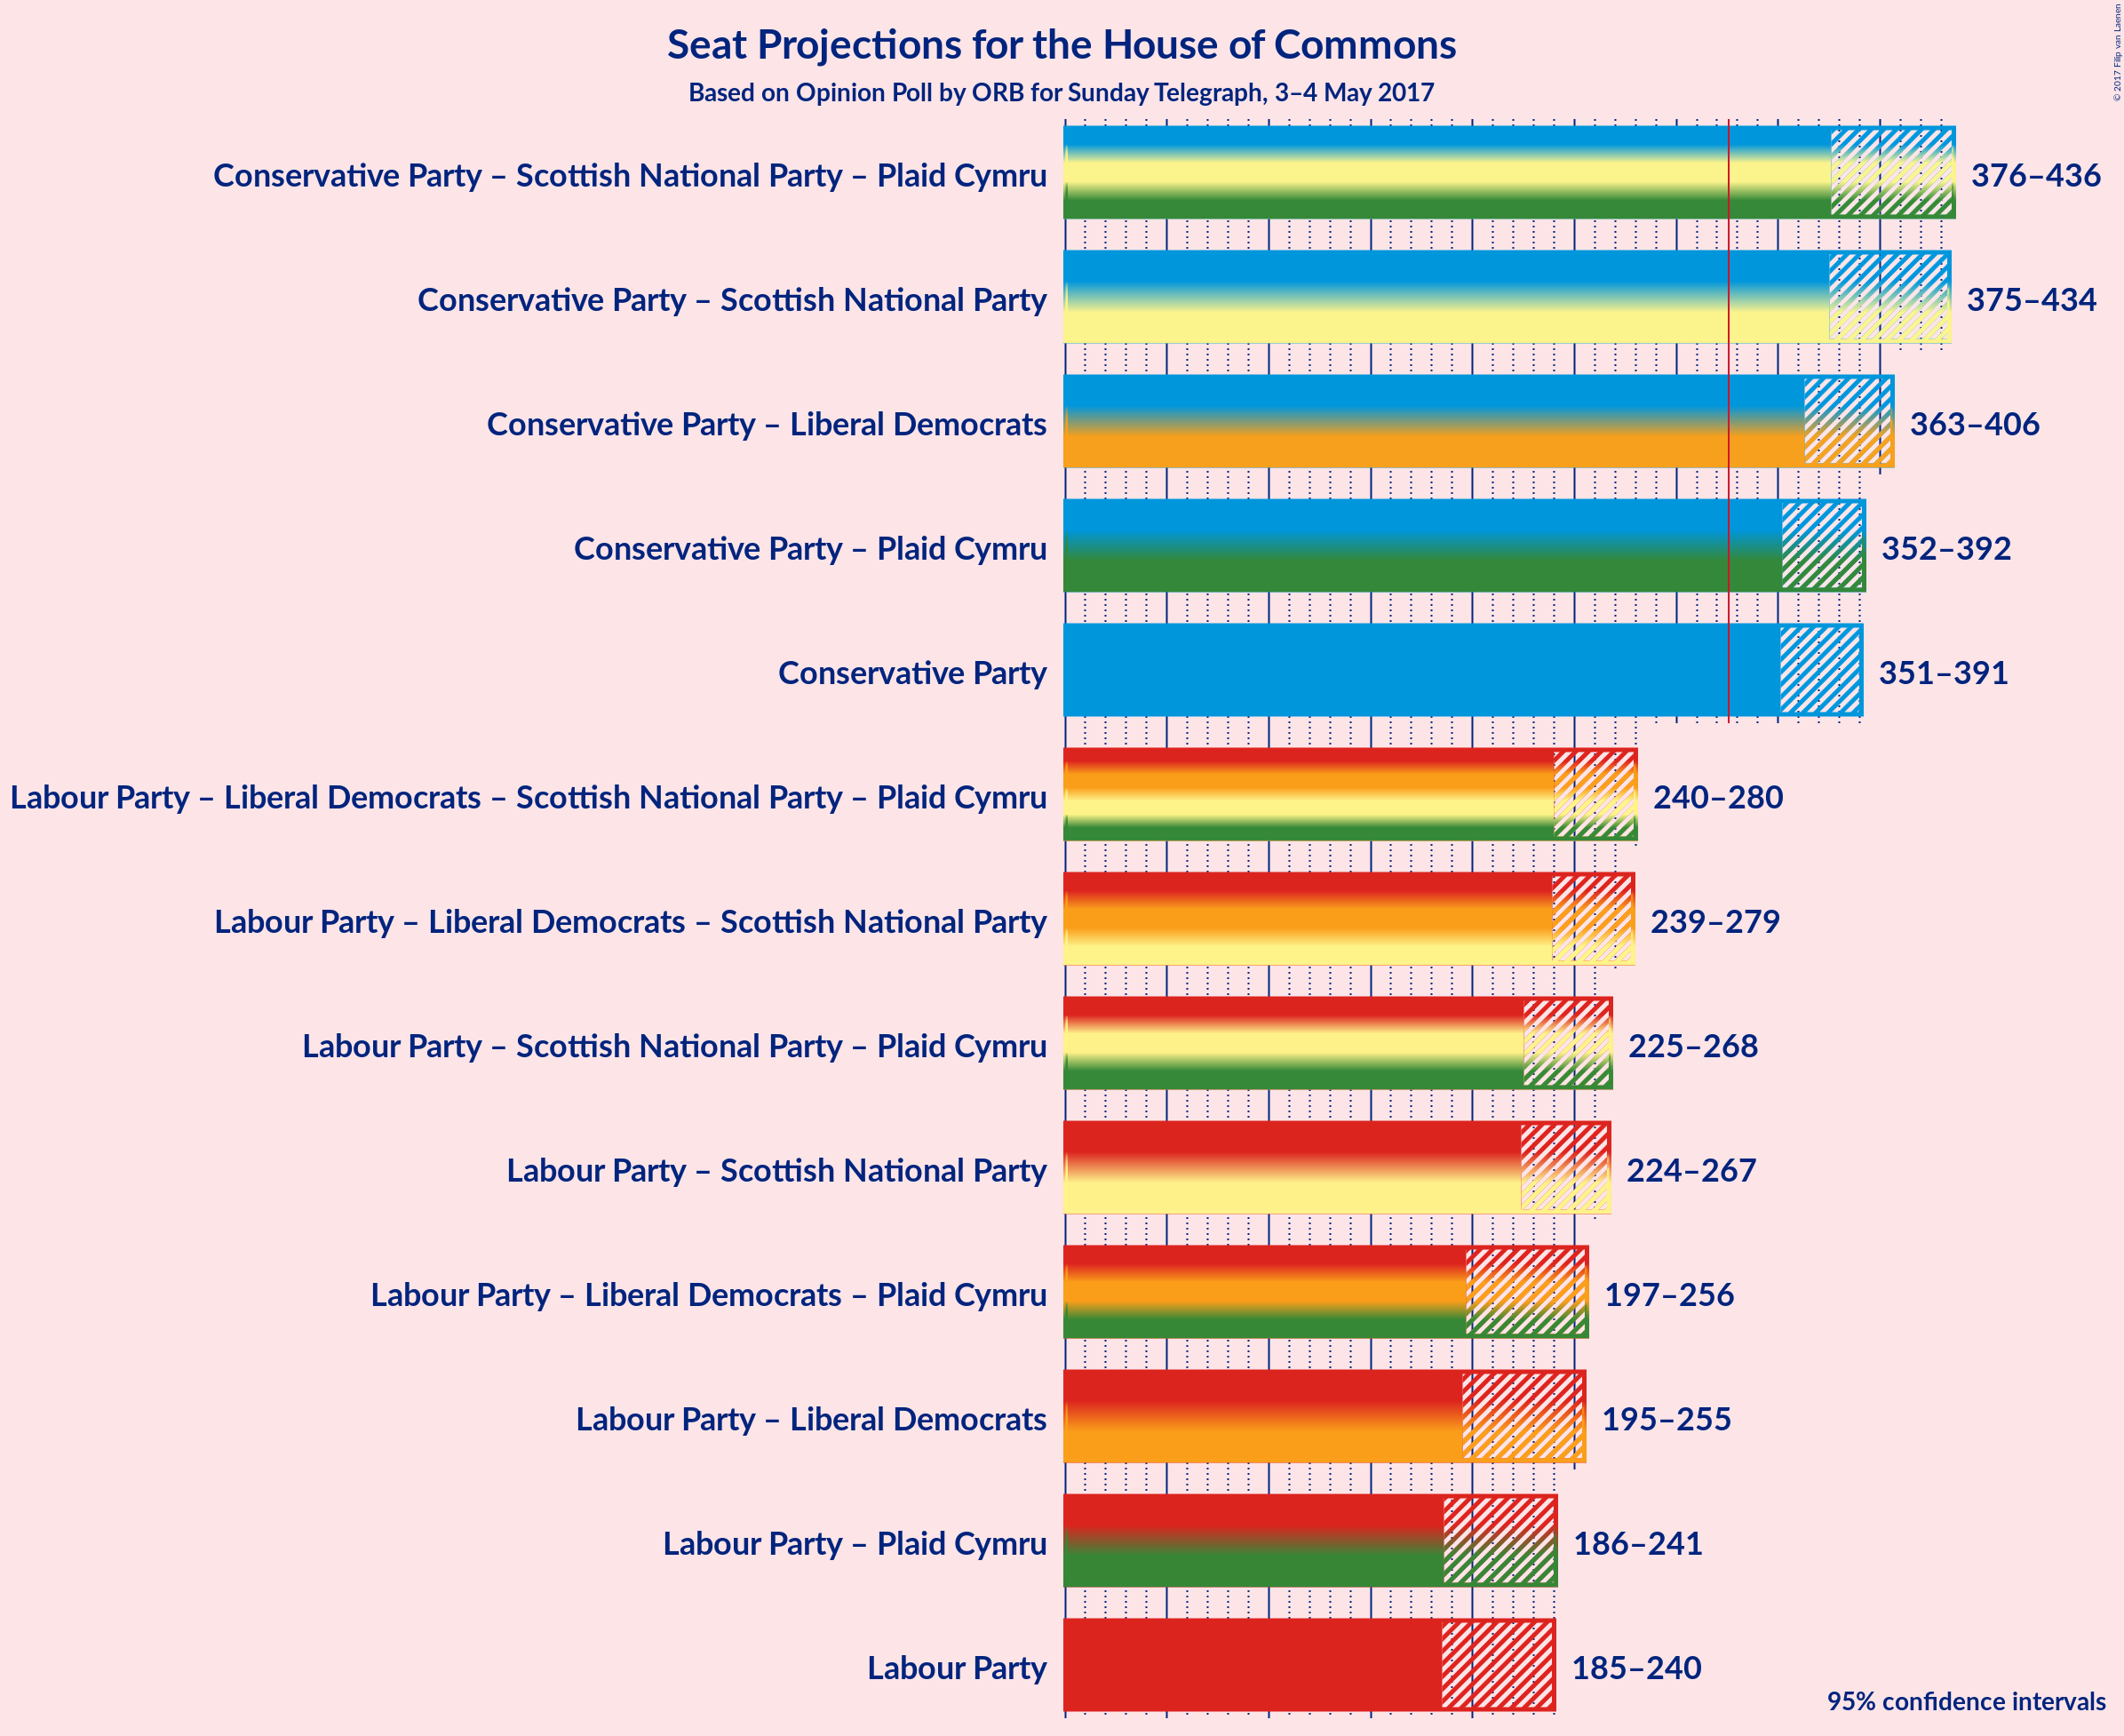 Seat Projections for the House of Commons
Based on Opinion Poll by ORB for Sunday Telegraph, 3–4 May 2017
© 2017 Filip van Laenen
Conservative Party – Scottish National Party – Plaid Cymru 376–436
Conservative Party – Scottish National Party 375–434
Conservative Party – Liberal Democrats 363–406
Conservative Party – Plaid Cymru 352–392
Conservative Party 351–391
Labour Party – Liberal Democrats – Scottish National Party – Plaid Cymru 240–280
Labour Party – Liberal Democrats – Scottish National Party 239–279
Labour Party – Scottish National Party – Plaid Cymru 225–268
Labour Party – Scottish National Party 224–267
Labour Party – Liberal Democrats – Plaid Cymru 197–256
Labour Party – Liberal Democrats 195–255
Labour Party – Plaid Cymru 186–241
Labour Party 185–240
95% confidence intervals